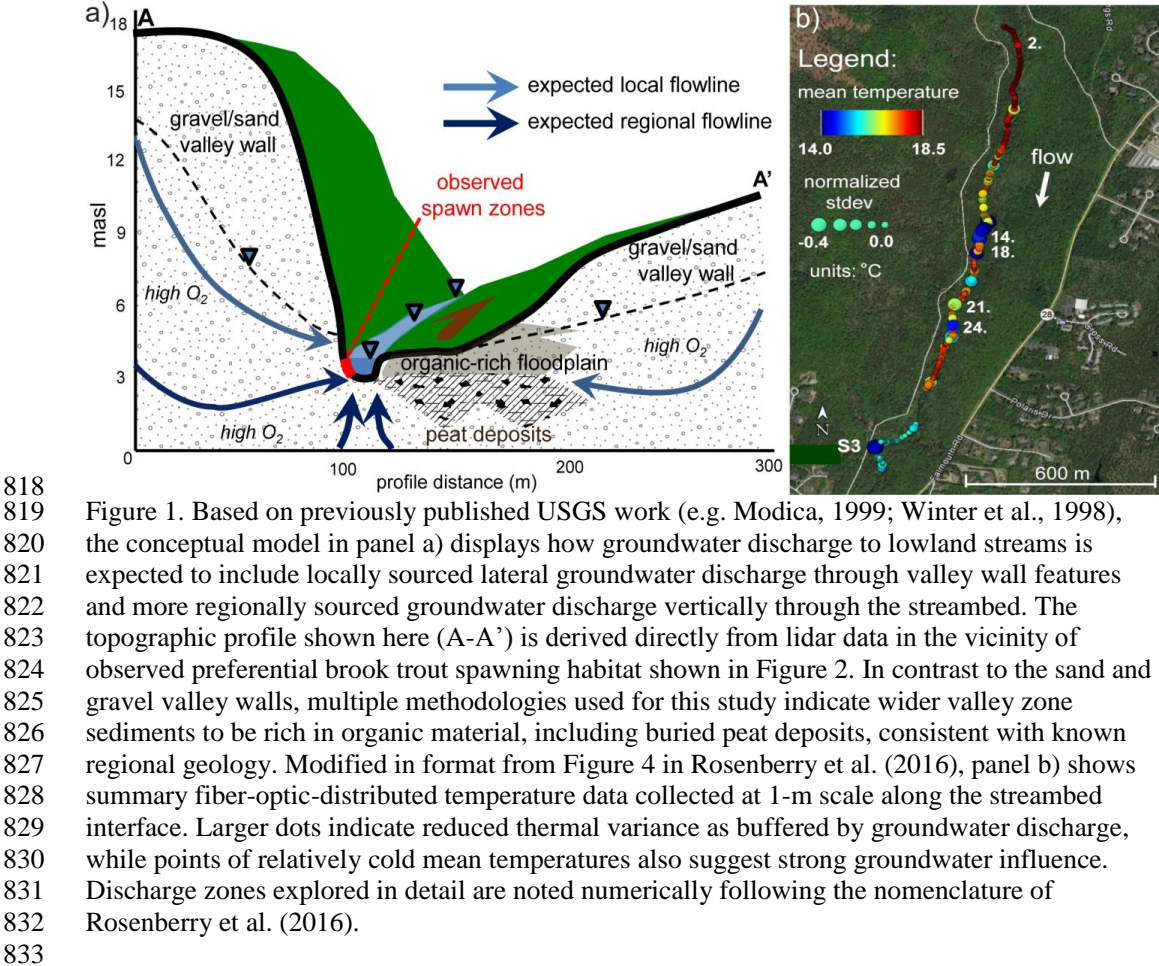 a)
18
A
15
12
9
6
3
0
masl
gravel/sand
valley wall
high O2
high O2
expected local flowline
expected regional flowline
observed
spawn zones
A'
gravel/sand
valley wall
high O2
organic-rich floodplain
peat deposits
100
200
300
profile distance (m)
b)
Legend:
mean temperature
14.0 18.5
normalized
stdev
-0.4 0.0
units: °C
flow
2.
14.
18.
21.
24.
S3
N
28
Cross Rd
Polaris Dr
Falmouth Rd
600 m
818
819 Figure 1. Based on previously published USGS work (e.g. Modica, 1999; Winter et al., 1998),
820 the conceptual model in panel a) displays how groundwater discharge to lowland streams is
821 expected to include locally sourced lateral groundwater discharge through valley wall features
822 and more regionally sourced groundwater discharge vertically through the streambed. The
823 topographic profile shown here (A-A’) is derived directly from lidar data in the vicinity of
824 observed preferential brook trout spawning habitat shown in Figure 2. In contrast to the sand and
825 gravel valley walls, multiple methodologies used for this study indicate wider valley zone
826 sediments to be rich in organic material, including buried peat deposits, consistent with known
827 regional geology. Modified in format from Figure 4 in Rosenberry et al. (2016), panel b) shows
828 summary fiber-optic-distributed temperature data collected at 1-m scale along the streambed
829 interface. Larger dots indicate reduced thermal variance as buffered by groundwater discharge,
830 while points of relatively cold mean temperatures also suggest strong groundwater influence.
831 Discharge zones explored in detail are noted numerically following the nomenclature of
832 Rosenberry et al. (2016).
833